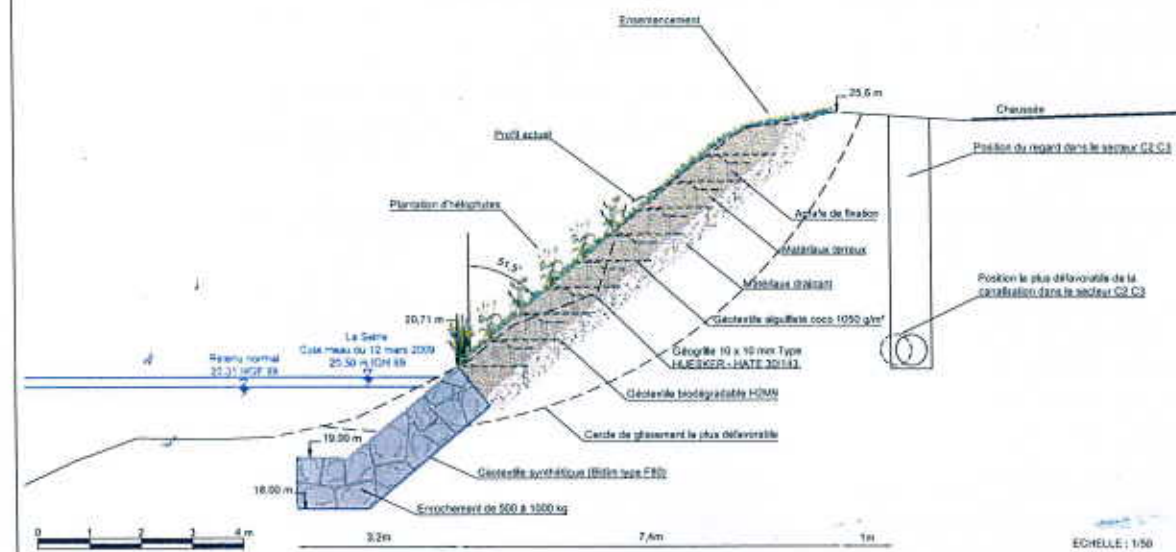 Ensemencement
25,6 m
Chaussée
Profil actuel
Position du regard dans le secteur C2 C3
Plantation d'hélophytes
Agrafe de fixation
Matériaux terreux
51,5°
Matériaux drainant
Position la plus défavorable de la
canalisation dans le secteur C2 C3
20,71 m
Géotextile aiguilleté coco 1050 g/m²
La Seine
Cote d'eau du 12 mars 2009
20.50 m
Retenu normal
Géogrille 10 x 10 mm Type
HUESKER - HATE
Géotextile biodégradable H2M9
Cercle de glissement le plus défavorable
19,00 m
Géotextile synthétique (Bidim type F80)
18,00 m
Enrochement de 500 à 1000 kg
0 1 2 3 4 m
3,2m
7,4m
1m
ECHELLE : 1/50